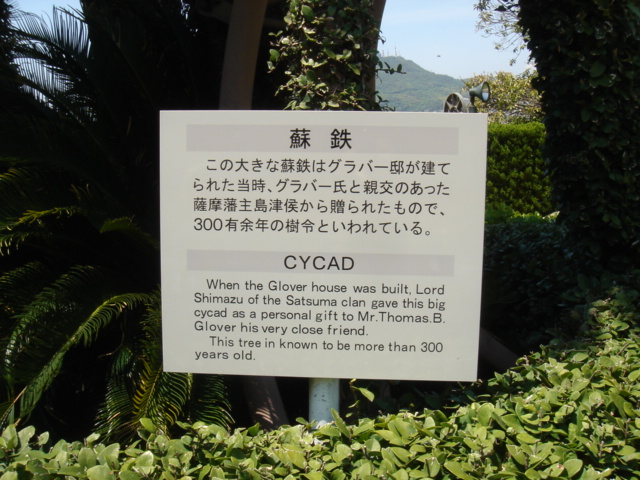 蘇鉄
この大きな蘇鉄はグラバー邸が建て
られた当時、グラバー氏と親交のあった
薩摩藩主島津侯から贈られたもので、
300有余年の樹令といわれている。
CYCAD
When the Glover house was built, Lord
Shimazu of the Satsuma clan gave this big
cycad as a personal gift to Mr.Thomas.B.
Glover his very close friend.
This tree in known to be more than 300
years old.